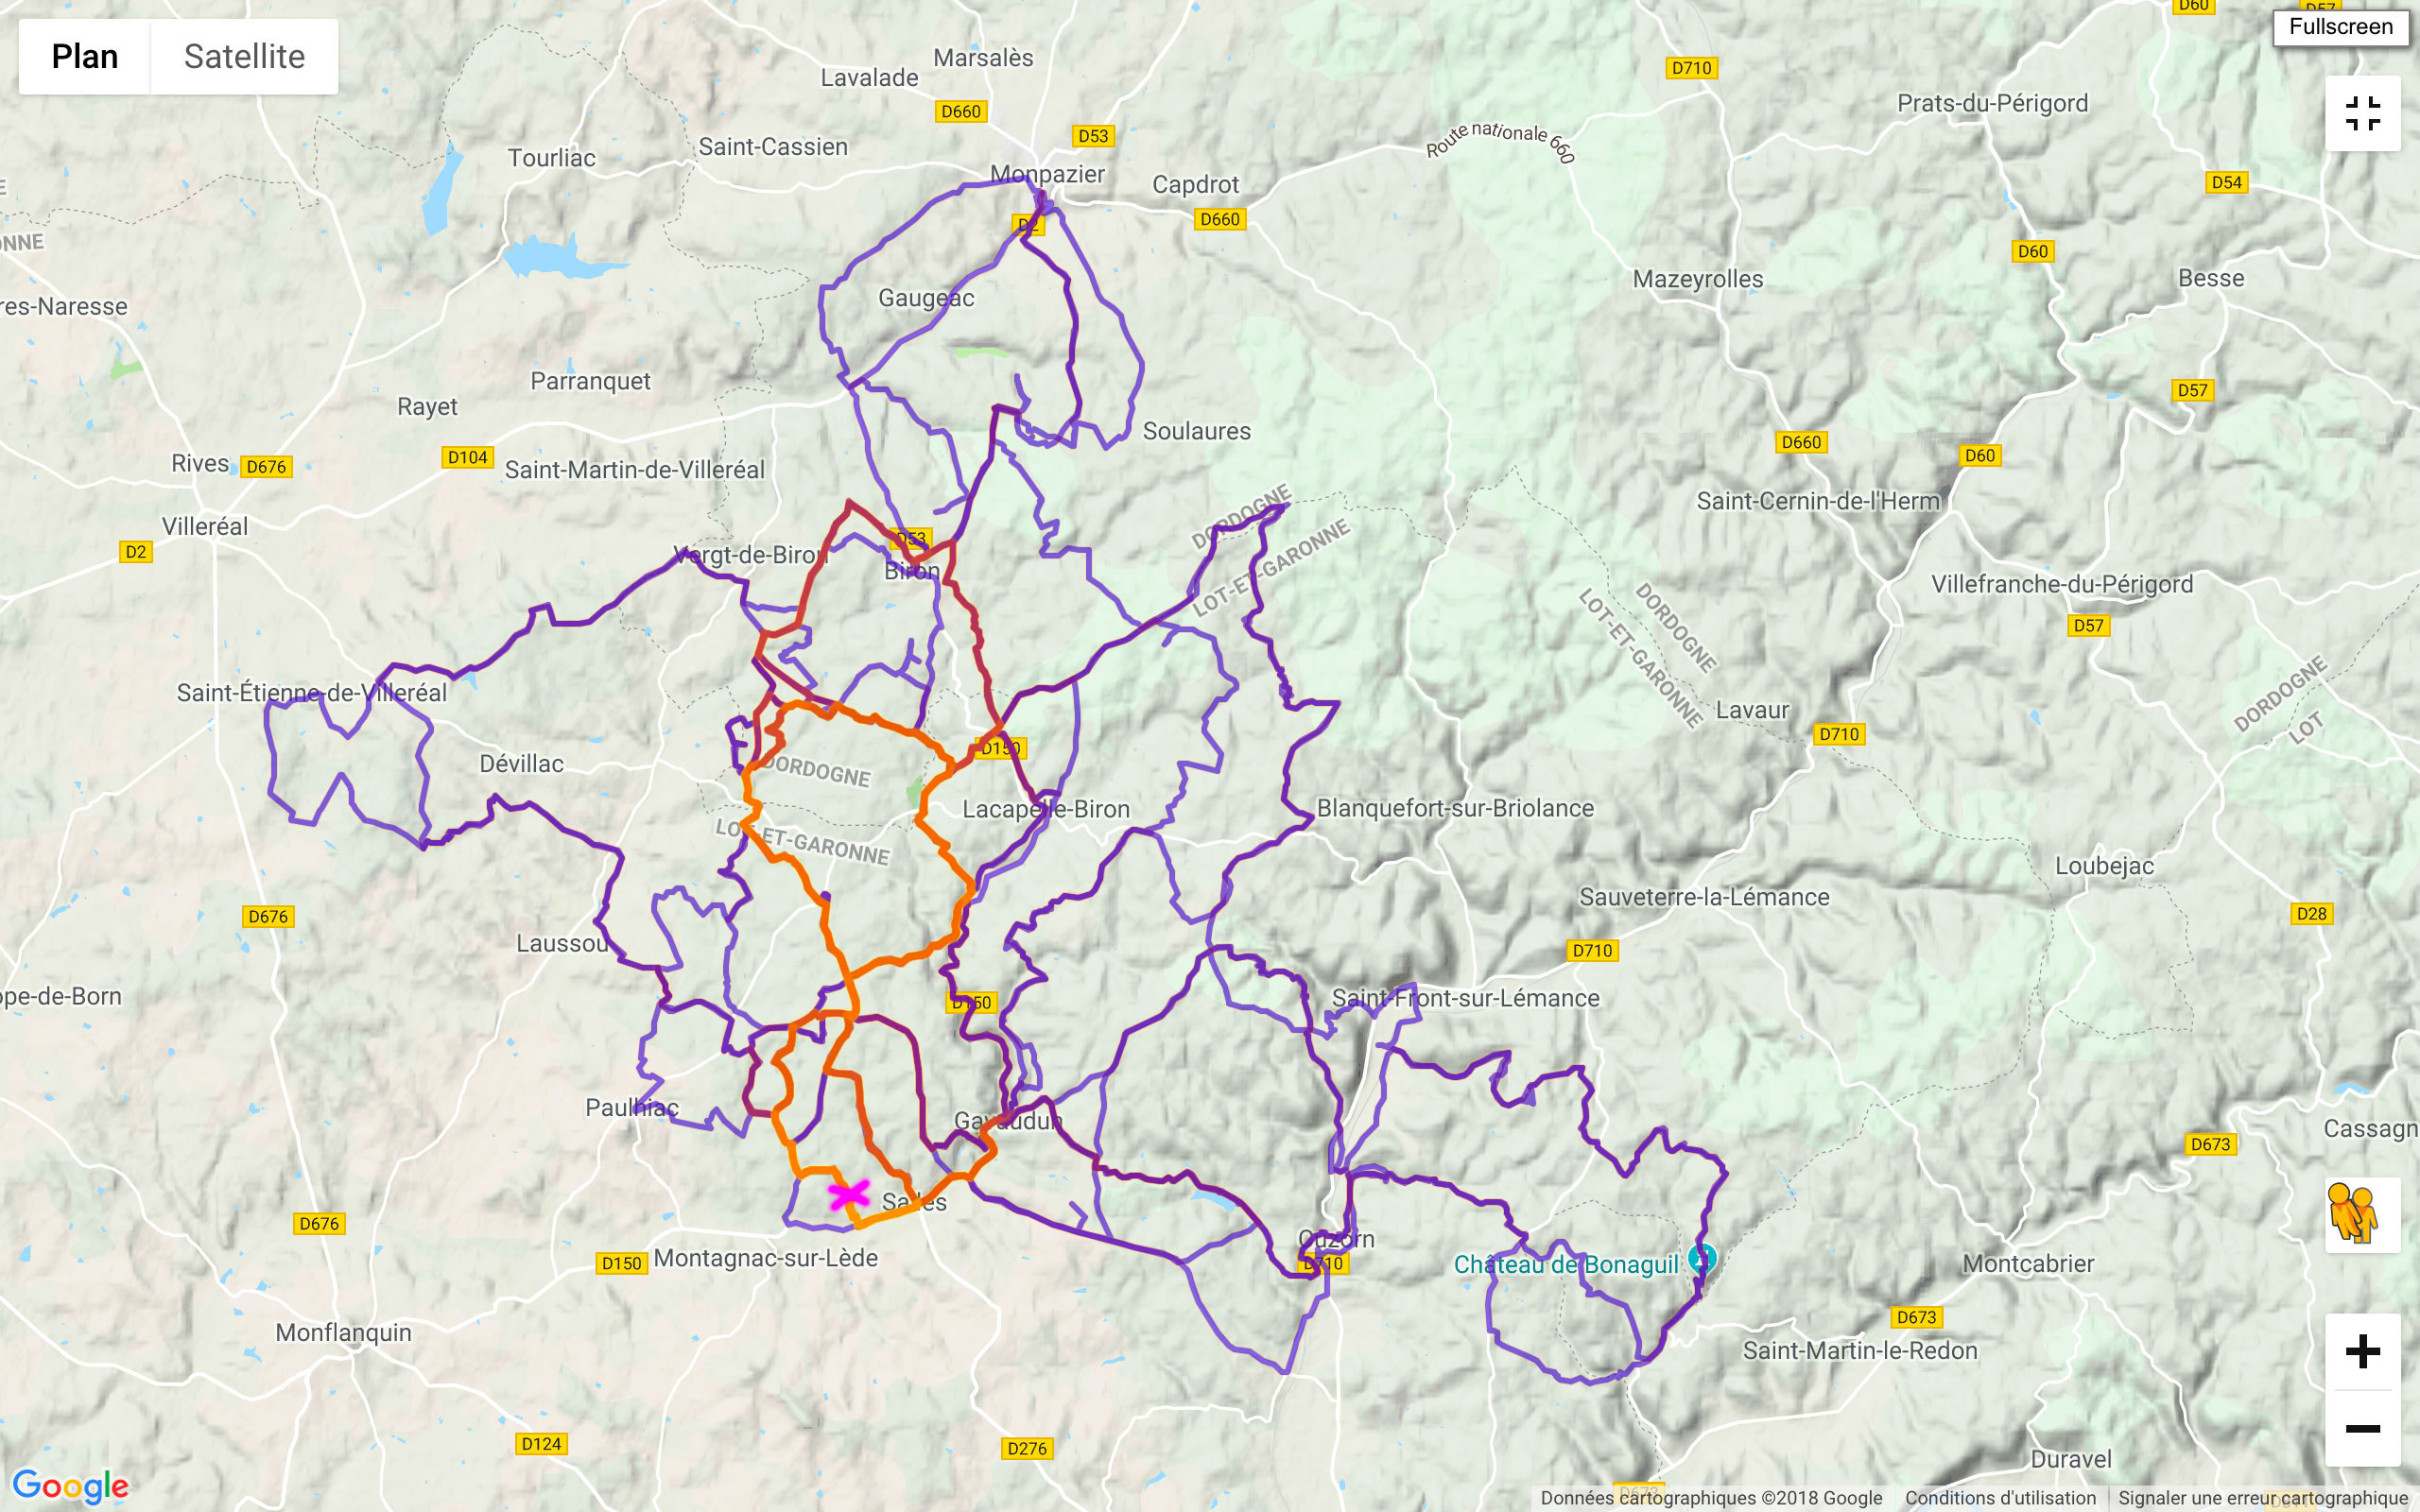 D60
D57
Fullscreen
Plan
Satellite
Marsalès
Lavalade
D710
D660
Prats-du-Périgord
D53
Route nationale 660
Saint-Cassien
Tourliac
Monpazier
Capdrot
D54
D660
D2
ONNE
D60
Besse
Mazeyrolles
Gaugeac
res-Naresse
Parranquet
D57
Rayet
Soulaures
D660
D104
D60
Rives
D676
Saint-Martin-de-Villeréal
Saint-Cernin-de-l'Herm
DORDOGNE
Villeréal
D53
D2
Vergt-de-Biron
LOT-ET-GARONNE
Biron
Villefranche-du-Périgord
DORDOGNE
LOT-ET-GARONNE
D57
Saint-Étienne-de-Villeréal
DORDOGNE
LOT
Lavaur
D710
D150
Dévillac
DORDOGNE
Lacapelle-Biron
Blanquefort-sur-Briolance
LOT-ET-GARONNE
Loubejac
Sauveterre-la-Lémance
D676
D28
Laussou
D710
ope-de-Born
D150
Saint-Front-sur-Lémance
Paulhiac
Gavaudun
Cassagn
D673
Salles
D676
Cuzorn
Montagnac-sur-Lède
D150
D710
Château de Bonaguil
Montcabrier
D673
Monflanquin
Saint-Martin-le-Redon
D124
D276
Duravel
Google
D673
Données cartographiques ©2018 Google
Conditions d'utilisation
Signaler une erreur cartographique